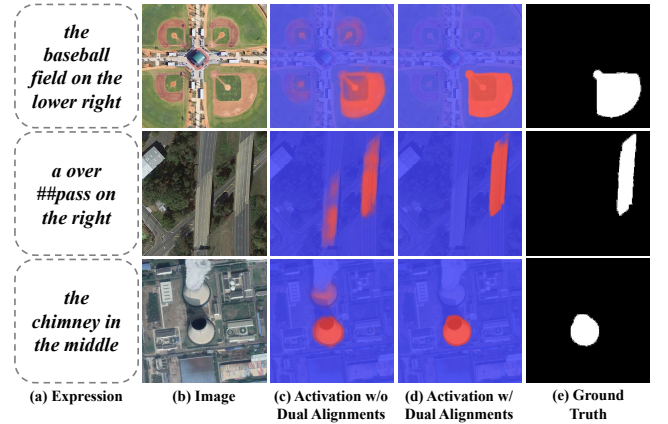 the
baseball
field on the
lower right
a over
##pass on
the right
the
chimney in
the middle
(a) Expression
(b) Image
(c) Activation w/o
Dual Alignments
(d) Activation w/
Dual Alignments
(e) Ground
Truth